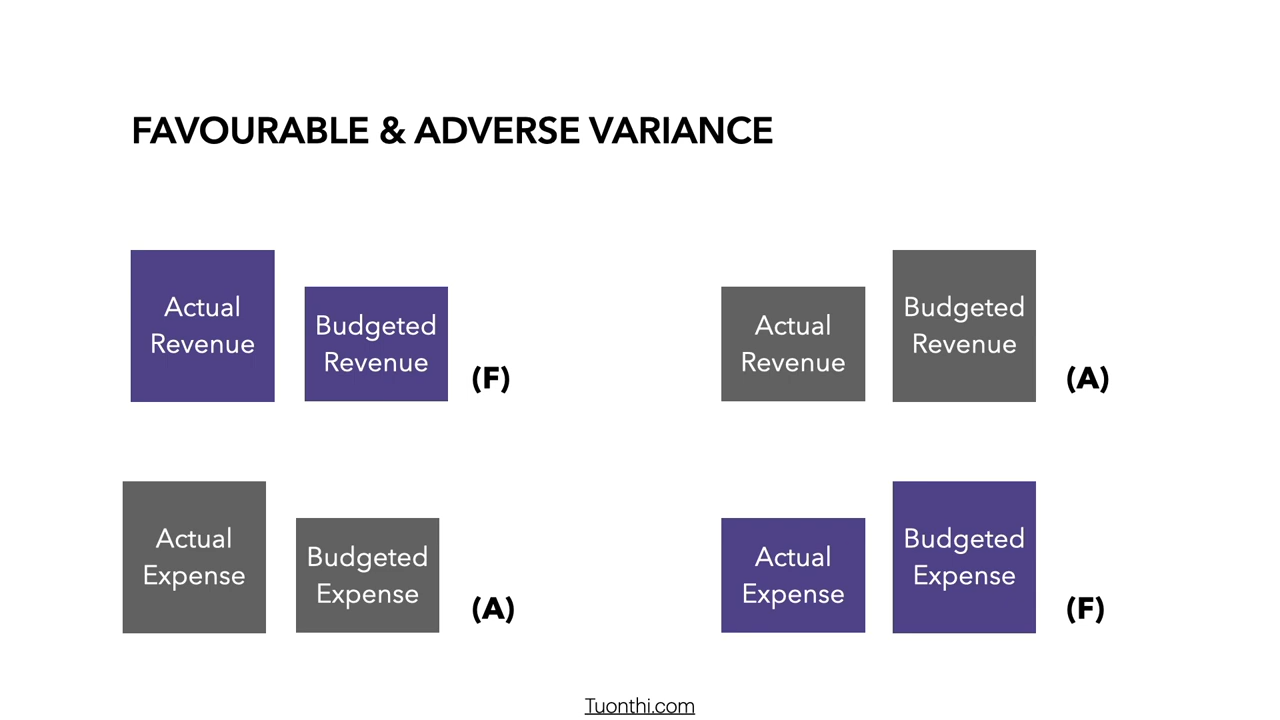 FAVOURABLE & ADVERSE VARIANCE
Actual
Revenue
Budgeted
Revenue
(F)
Actual
Revenue
Budgeted
Revenue
(A)
Actual
Expense
Budgeted
Expense
(A)
Actual
Expense
Budgeted
Expense
(F)
Tuonthi.com